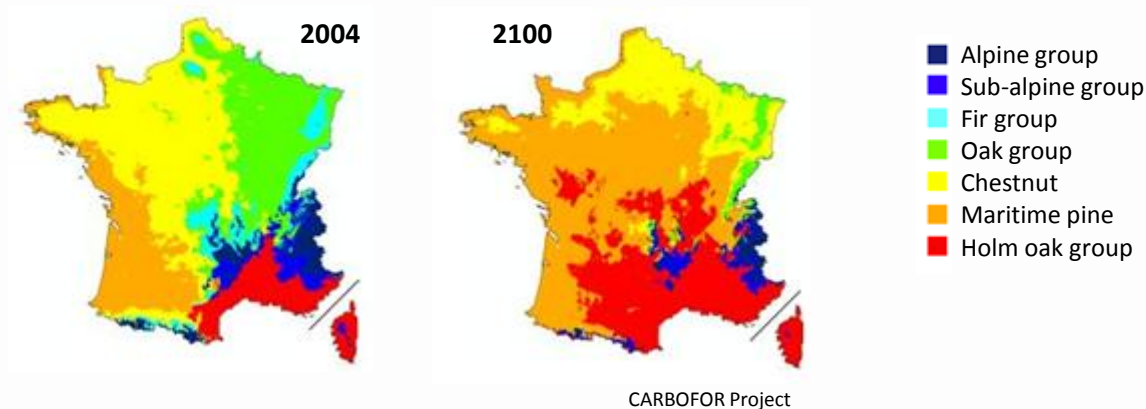 2004
2100
Alpine group
Sub-alpine group
Fir group
Oak group
Chestnut
Maritime pine
Holm oak group
CARBOFOR Project